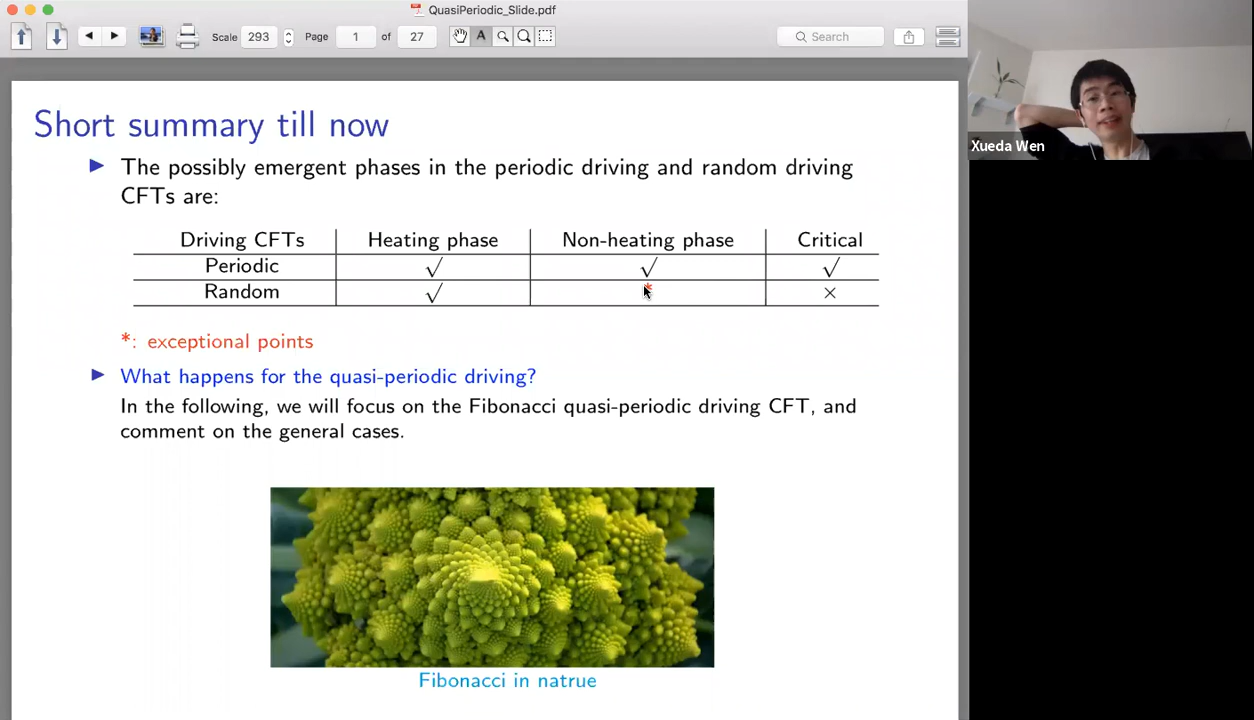 QuasiPeriodic_Slide.pdf
Scale 293 Page 1 of 27 A Search
Xueda Wen
Short summary till now
The possibly emergent phases in the periodic driving and random driving
CFTs are:
Driving CFTs Heating phase Non-heating phase Critical
Periodic √ √ √
Random √ * ×
*: exceptional points
What happens for the quasi-periodic driving?
In the following, we will focus on the Fibonacci quasi-periodic driving CFT, and
comment on the general cases.
Fibonacci in natrue